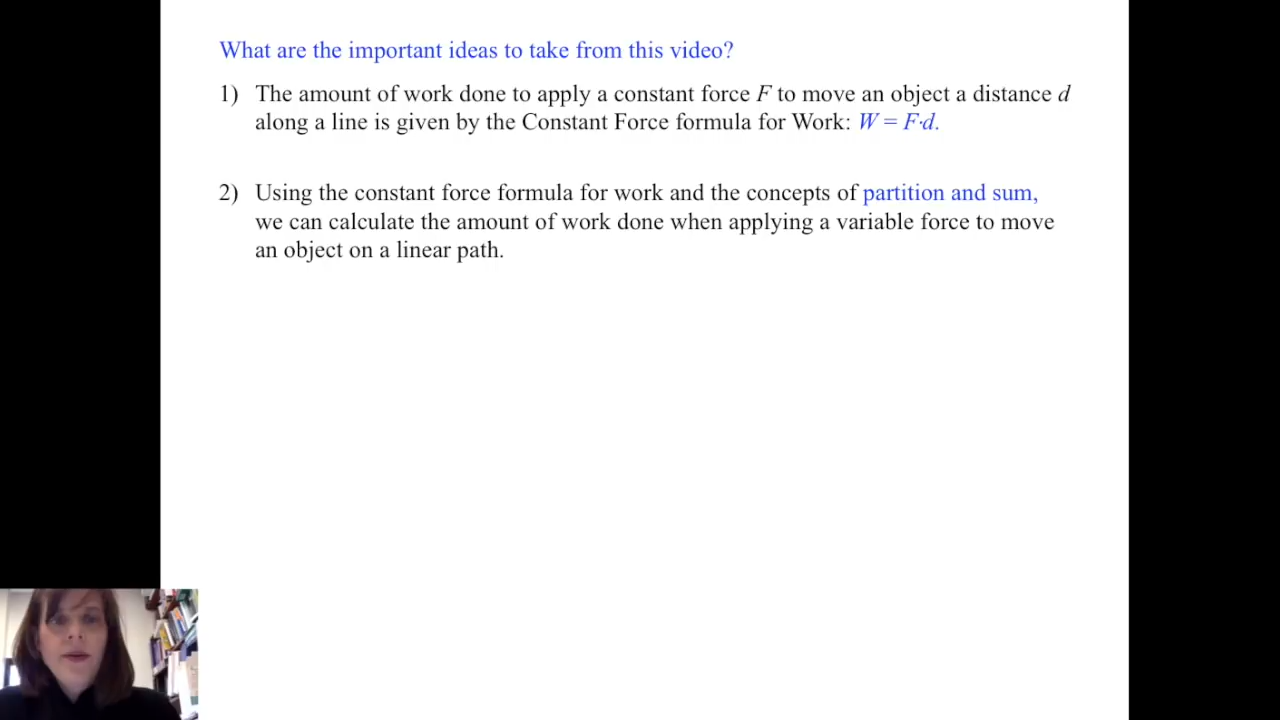 What are the important ideas to take from this video?
1) The amount of work done to apply a constant force F to move an object a distance d
along a line is given by the Constant Force formula for Work: W = F·d.
2) Using the constant force formula for work and the concepts of partition and sum,
we can calculate the amount of work done when applying a variable force to move
an object on a linear path.